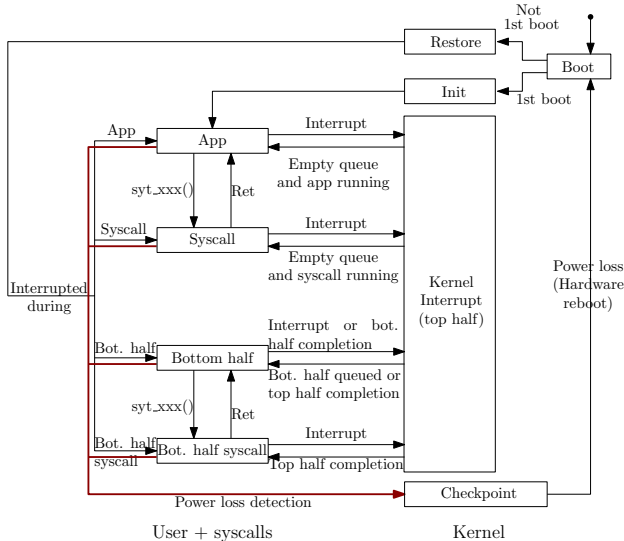 Not
1st boot
Restore
Boot
Init
1st boot
App
Interrupt
App
Empty queue
and app running
syt_xxx()
Ret
Syscall
Interrupt
Syscall
Empty queue
and syscall running
Kernel
Interrupt
(top half)
Power loss
(Hardware
reboot)
Interrupted
during
Interrupt or bot.
half completion
Bot. half
Bottom half
Bot. half queued or
top half completion
syt_xxx()
Ret
Interrupt
Bot. half
syscall
Bot. half syscall
Top half completion
Checkpoint
Power loss detection
User + syscalls
Kernel